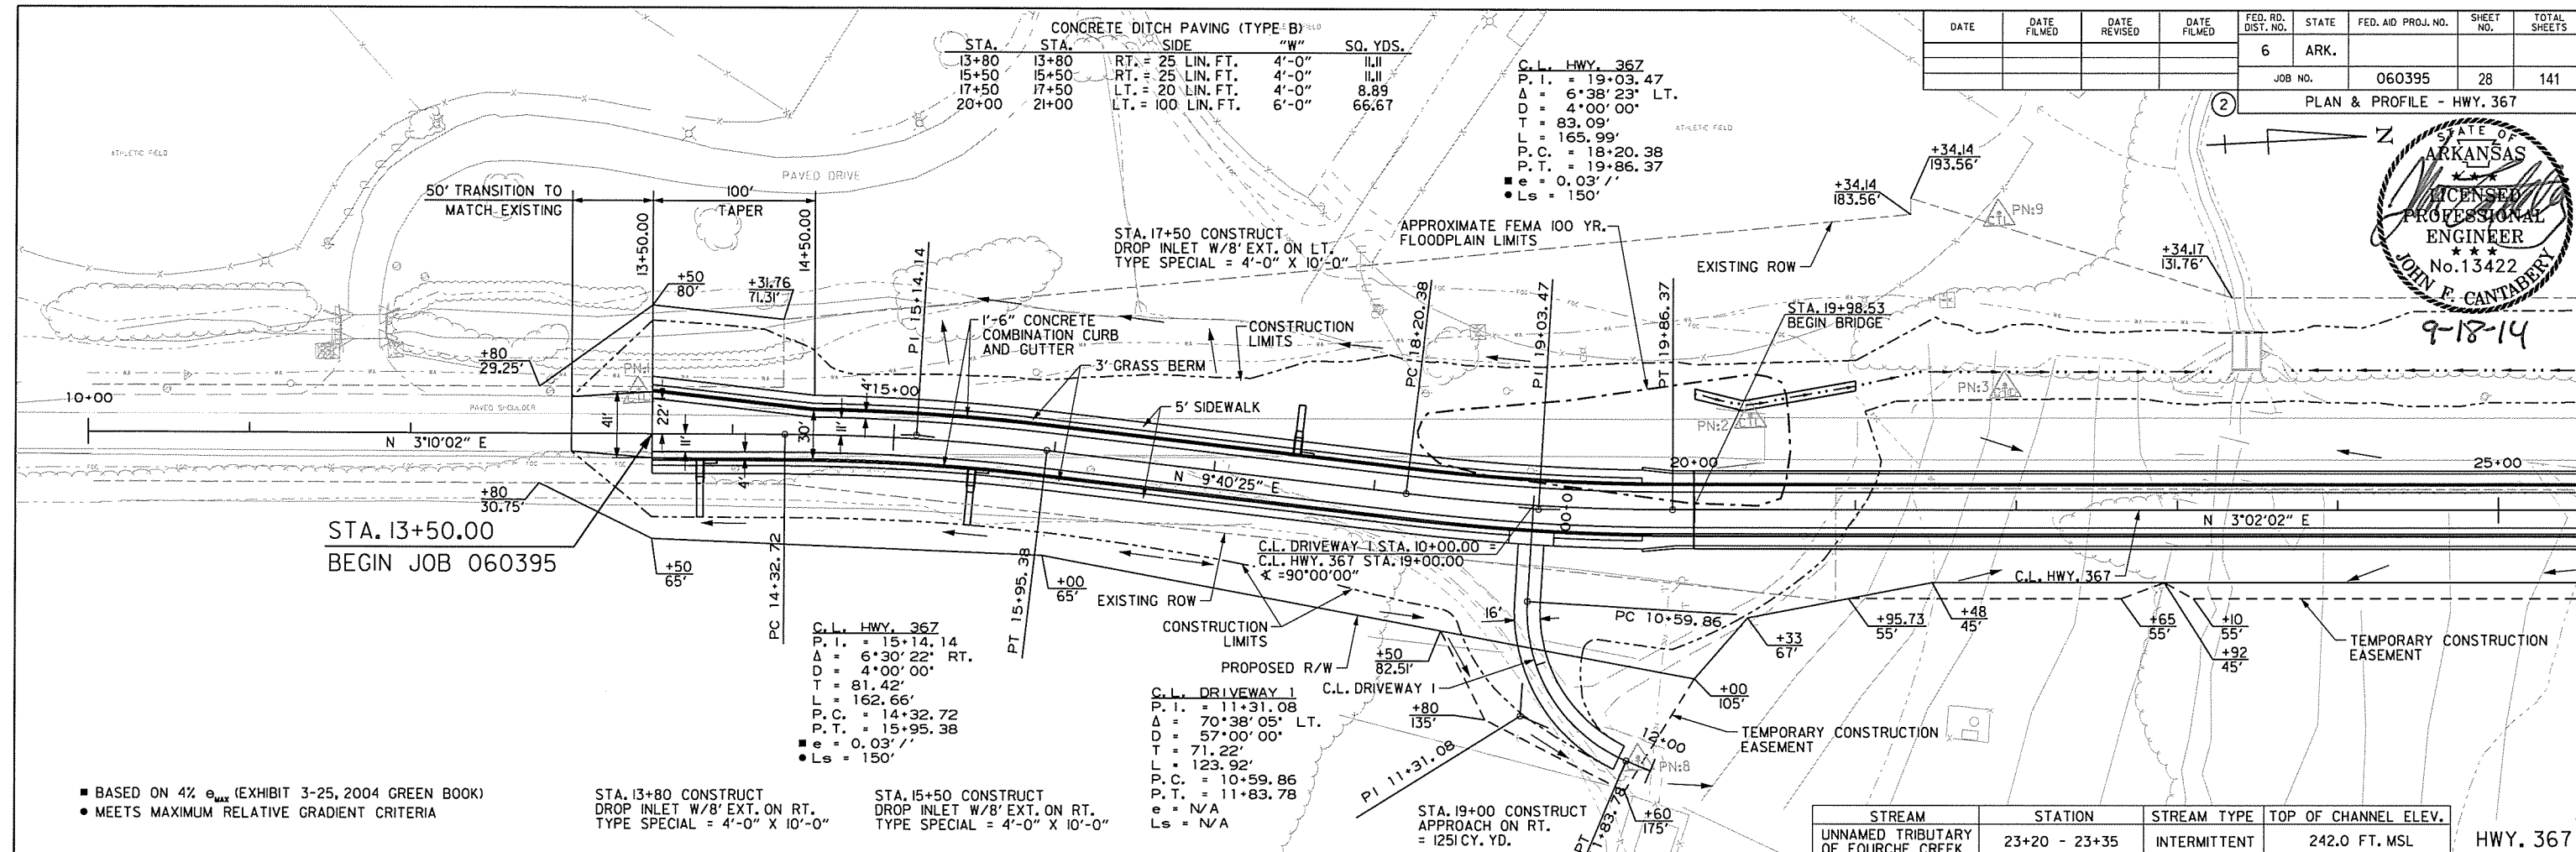 CONCRETE DITCH PAVING (TYPE B)
STA. STA. SIDE "W" SQ. YDS.
13+80 13+80 RT. = 25 LIN. FT. 4'-0" 11.11
15+50 15+50 RT. = 25 LIN. FT. 4'-0" 11.11
17+50 17+50 LT. = 20 LIN. FT. 4'-0" 8.89
20+00 21+00 LT. = 100 LIN. FT. 6'-0" 66.67
DATE
DATE FILMED
DATE REVISED
DATE FILMED
FED. RD. DIST. NO.
STATE
FED. AID PROJ. NO.
SHEET NO.
TOTAL SHEETS
6 ARK.
JOB NO. 060395 28 141
2
PLAN & PROFILE - HWY. 367
N
STATE OF
ARKANSAS
LICENSED
PROFESSIONAL
ENGINEER
No. 13422
JOHN F. CANTABERY
9-18-14
C.L. HWY. 367
P.I. = 19+03.47
Δ = 6°38'23" LT.
D = 4°00'00"
T = 83.09'
L = 165.99'
P.C. = 18+20.38
P.T. = 19+86.37
■ e = 0.03'/'
● Ls = 150'
ATHLETIC FIELD
ATHLETIC FIELD
PAVED DRIVE
50' TRANSITION TO
MATCH EXISTING
100'
TAPER
13+50.00
14+50.00
STA. 17+50 CONSTRUCT
DROP INLET W/8' EXT. ON LT.
TYPE SPECIAL = 4'-0" X 10'-0"
APPROXIMATE FEMA 100 YR.
FLOODPLAIN LIMITS
EXISTING ROW
+34.14
193.56'
+34.14
183.56'
+34.17
131.76'
PN:9
+50
80'
+31.76
71.31'
PI 15+14.14
1'-6" CONCRETE
COMBINATION CURB
AND GUTTER
CONSTRUCTION
LIMITS
3' GRASS BERM
5' SIDEWALK
PC 18+20.38
PI 19+03.47
PT 19+86.37
STA. 19+98.53
BEGIN BRIDGE
+80
29.25'
PN:1
PN:2
PN:3
10+00
PAVED SHOULDER
15+00
20+00
25+00
41'
22'
11'
4'
30'
11'
4'
N 3°10'02" E
N 9°40'25" E
N 3°02'02" E
+80
30.75'
STA. 13+50.00
BEGIN JOB 060395
+50
65'
PC 14+32.72
PT 15+95.38
+00
65'
EXISTING ROW
C.L. DRIVEWAY 1 STA. 10+00.00 =
C.L. HWY. 367 STA. 19+00.00
∢ =90°00'00"
CONSTRUCTION
LIMITS
PROPOSED R/W
16'
PC 10+59.86
+50
82.51'
C.L. DRIVEWAY 1
+80
135'
PI 11+31.08
C.L. HWY. 367
+33
67'
+95.73
55'
+48
45'
+65
55'
+10
55'
+92
45'
TEMPORARY CONSTRUCTION
EASEMENT
+00
105'
TEMPORARY CONSTRUCTION
EASEMENT
12+00
PN:8
+60
175'
C.L. HWY. 367
P.I. = 15+14.14
Δ = 6°30'22" RT.
D = 4°00'00"
T = 81.42'
L = 162.66'
P.C. = 14+32.72
P.T. = 15+95.38
■ e = 0.03'/'
● Ls = 150'
C.L. DRIVEWAY 1
P.I. = 11+31.08
Δ = 70°38'05" LT.
D = 57°00'00"
T = 71.22'
L = 123.92'
P.C. = 10+59.86
P.T. = 11+83.78
e = N/A
Ls = N/A
■ BASED ON 4% eMAX (EXHIBIT 3-25, 2004 GREEN BOOK)
● MEETS MAXIMUM RELATIVE GRADIENT CRITERIA
STA. 13+80 CONSTRUCT
DROP INLET W/8' EXT. ON RT.
TYPE SPECIAL = 4'-0" X 10'-0"
STA. 15+50 CONSTRUCT
DROP INLET W/8' EXT. ON RT.
TYPE SPECIAL = 4'-0" X 10'-0"
STA. 19+00 CONSTRUCT
APPROACH ON RT.
= 1251 CY. YD.
STREAM STATION STREAM TYPE TOP OF CHANNEL ELEV.
UNNAMED TRIBUTARY
OF FOURCHE CREEK
23+20 - 23+35 INTERMITTENT 242.0 FT. MSL
HWY. 367